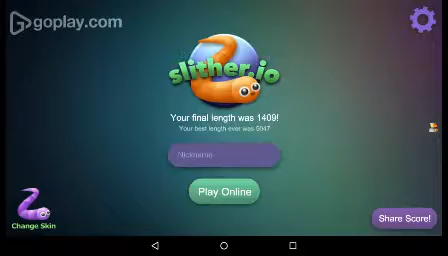 goplay.com
slither.io
Your final length was 1409!
Your best length ever was 5047
Nickname
Play Online
Change Skin
Share Score!